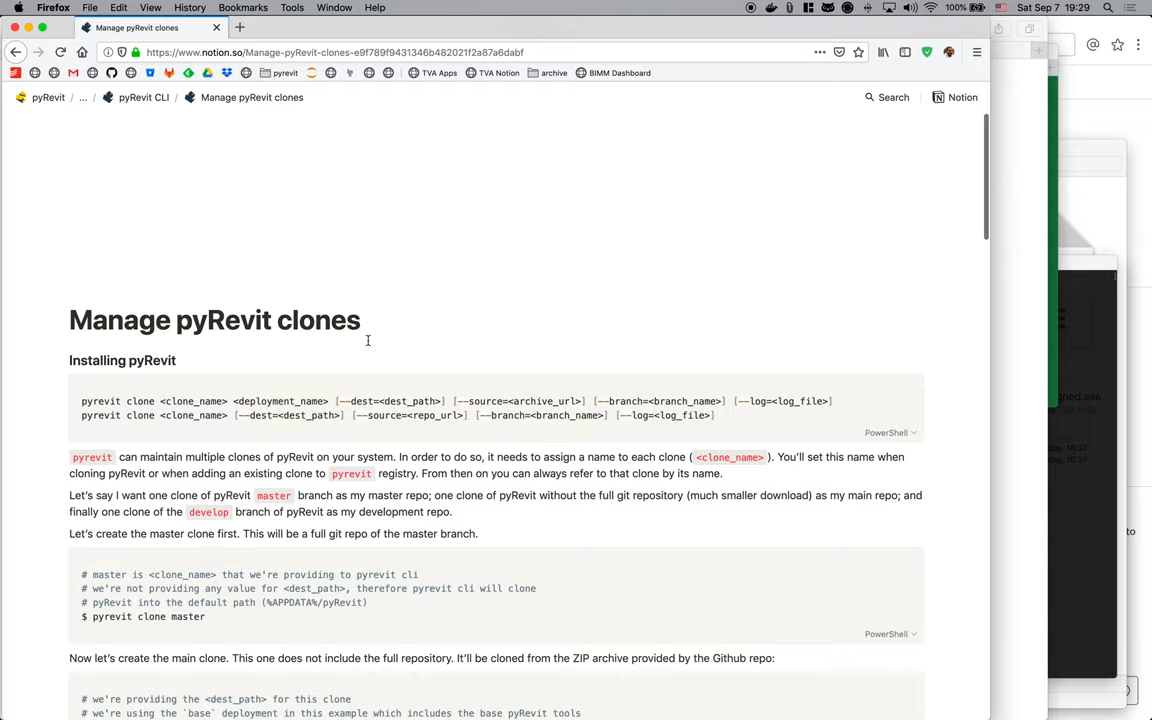 Firefox File Edit View History Bookmarks Tools Window Help 100% Sat Sep 7 19:29
Manage pyRevit clones
https://www.notion.so/Manage-pyRevit-clones-e9f789f9431346b482021f2a87a6dabf
pyrevit TVA Apps TVA Notion archive BIMM Dashboard
pyRevit / ... / pyRevit CLI / Manage pyRevit clones Search Notion
Manage pyRevit clones
Installing pyRevit
pyrevit clone <clone_name> <deployment_name> [--dest=<dest_path>] [--source=<archive_url>] [--branch=<branch_name>] [--log=<log_file>]
pyrevit clone <clone_name> [--dest=<dest_path>] [--source=<repo_url>] [--branch=<branch_name>] [--log=<log_file>]
PowerShell
pyrevit can maintain multiple clones of pyRevit on your system. In order to do so, it needs to assign a name to each clone ( <clone_name> ). You’ll set this name when
cloning pyRevit or when adding an existing clone to pyrevit registry. From then on you can always refer to that clone by its name.
Let’s say I want one clone of pyRevit master branch as my master repo; one clone of pyRevit without the full git repository (much smaller download) as my main repo; and
finally one clone of the develop branch of pyRevit as my development repo.
Let’s create the master clone first. This will be a full git repo of the master branch.
# master is <clone_name> that we're providing to pyrevit cli
# we're not providing any value for <dest_path>, therefore pyrevit cli will clone
# pyRevit into the default path (%APPDATA%/pyRevit)
$ pyrevit clone master
PowerShell
Now let’s create the main clone. This one does not include the full repository. It’ll be cloned from the ZIP archive provided by the Github repo:
# we're providing the <dest_path> for this clone
# we're using the `base` deployment in this example which includes the base pyRevit tools
gned.exe
, 16:37
, 16:37
to